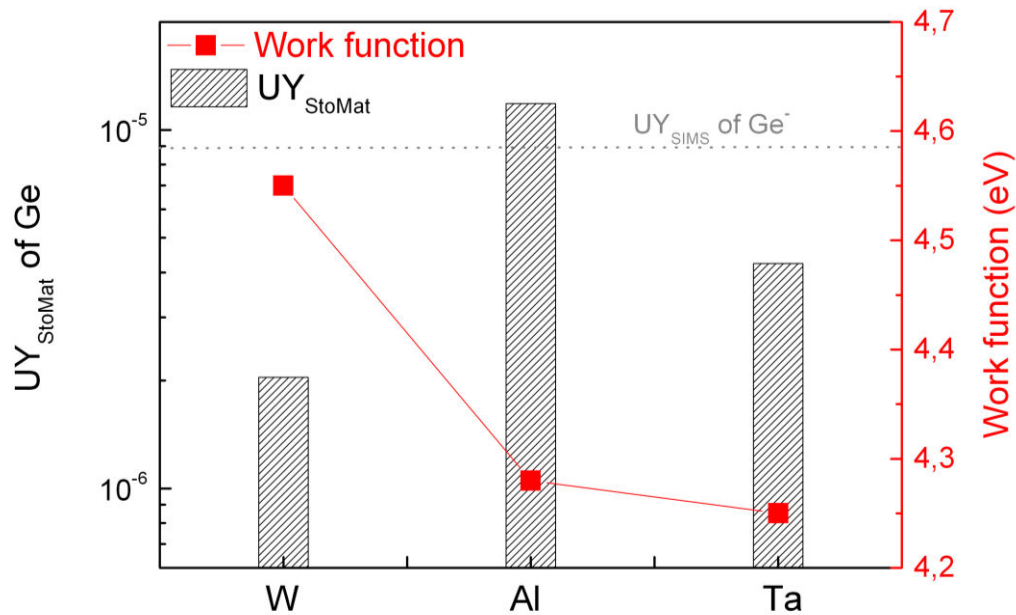 Work function
UY_StoMat
UY_SIMS of Ge⁻
UY_StoMat of Ge
10⁻⁵
10⁻⁶
4,7
4,6
4,5
4,4
4,3
4,2
Work function (eV)
W Al Ta